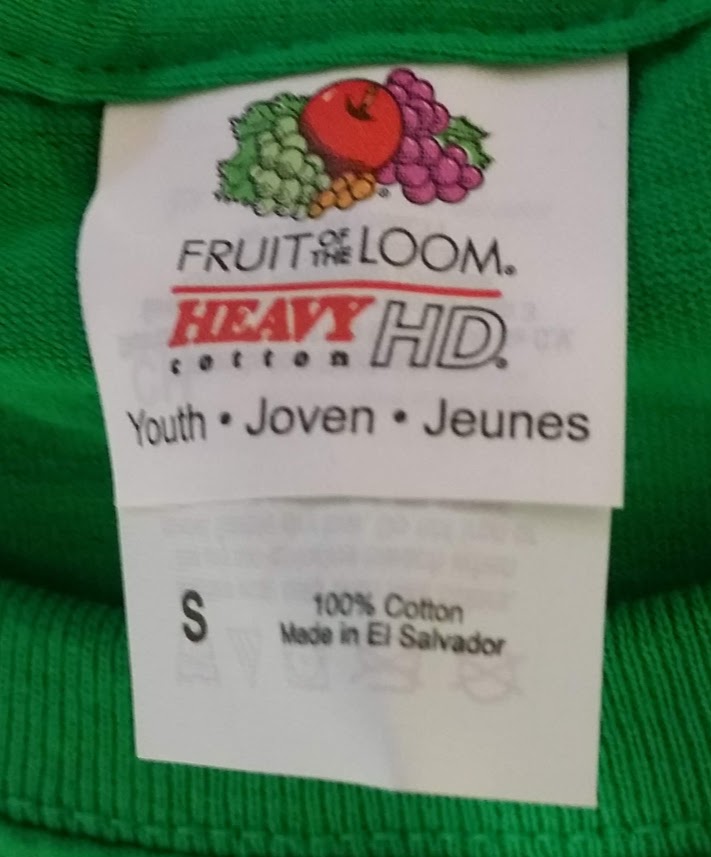 FRUIT OF THE LOOM®
HEAVY HD®
cotton
Youth • Joven • Jeunes
S
100% Cotton
Made in El Salvador